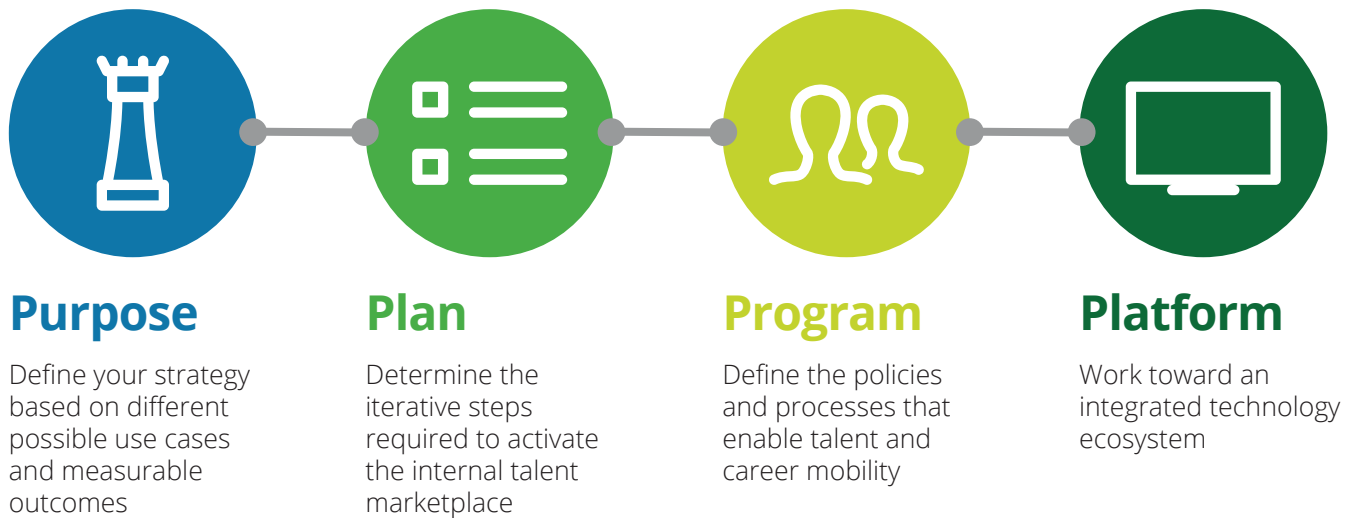 Purpose
Define your strategy
based on different
possible use cases
and measurable
outcomes
Plan
Determine the
iterative steps
required to activate
the internal talent
marketplace
Program
Define the policies
and processes that
enable talent and
career mobility
Platform
Work toward an
integrated technology
ecosystem